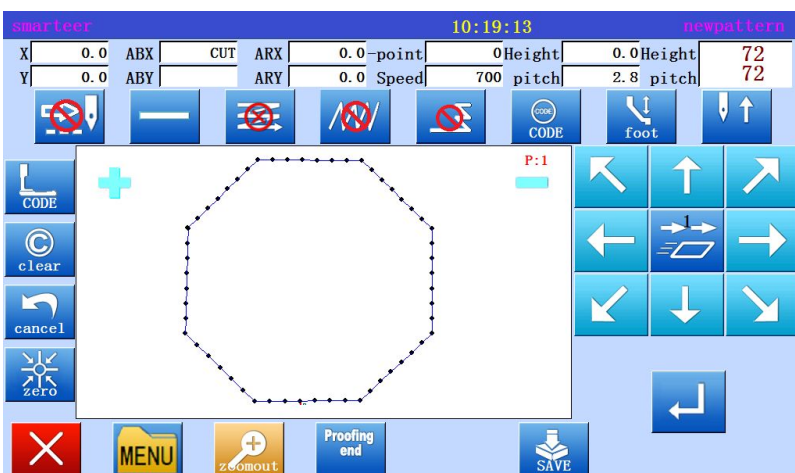 smarteer 10:19:13 newpattern
X 0.0 ABX CUT ARX 0.0 -point 0 Height 0.0 Height 72
Y 0.0 ABY ARY 0.0 Speed 700 pitch 2.8 pitch 72
CODE
CODE foot
P:1
CODE
1
clear
cancel
zero
MENU zoomout Proofing
end SAVE